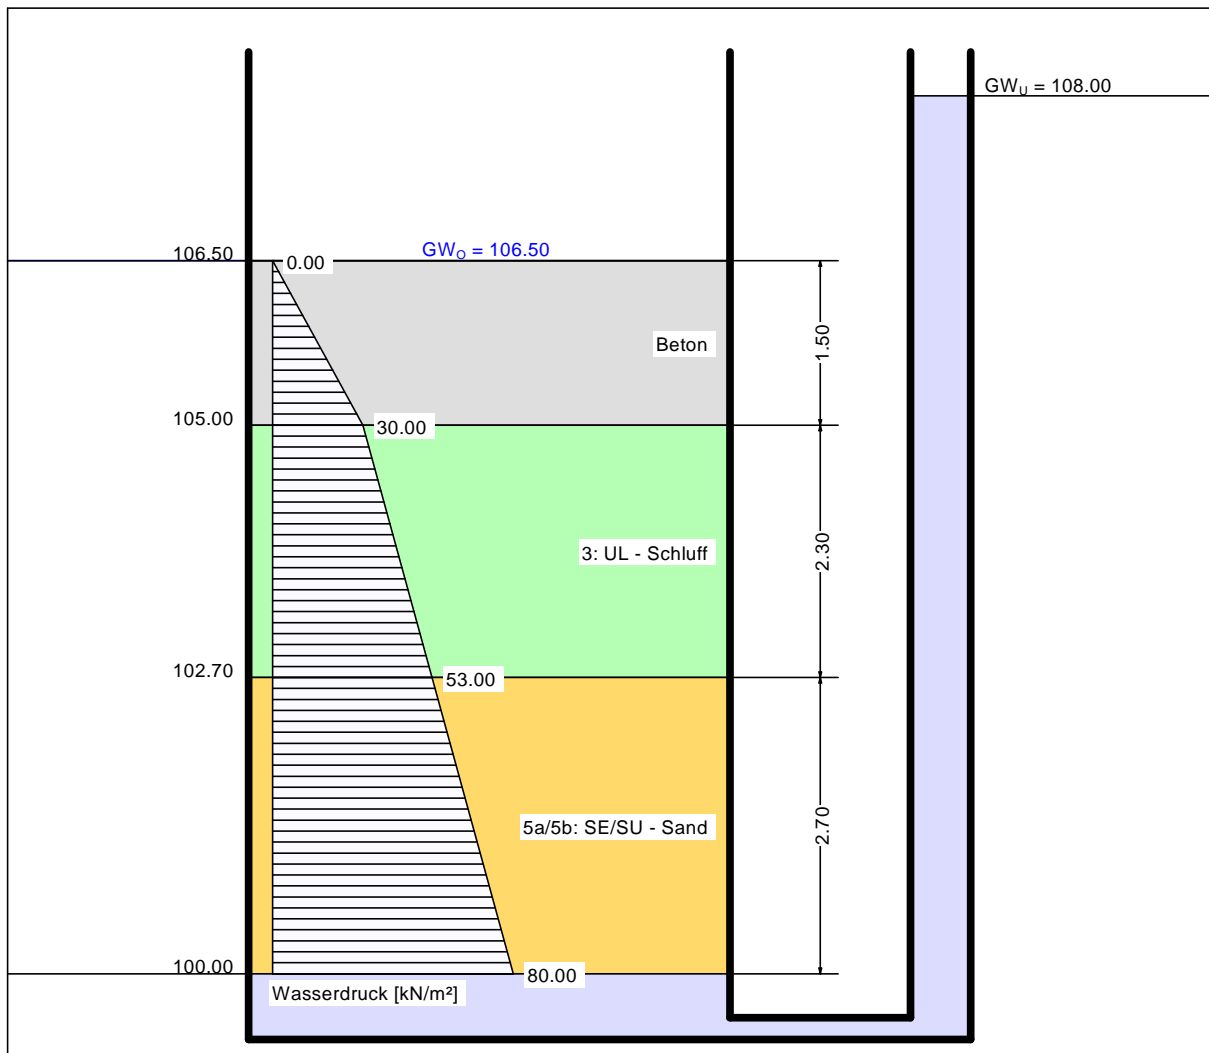 GWU = 108.00
GWO = 106.50
106.50
0.00
1.50
Beton
105.00
30.00
2.30
3: UL - Schluff
102.70
53.00
2.70
5a/5b: SE/SU - Sand
100.00
80.00
Wasserdruck [kN/m²]